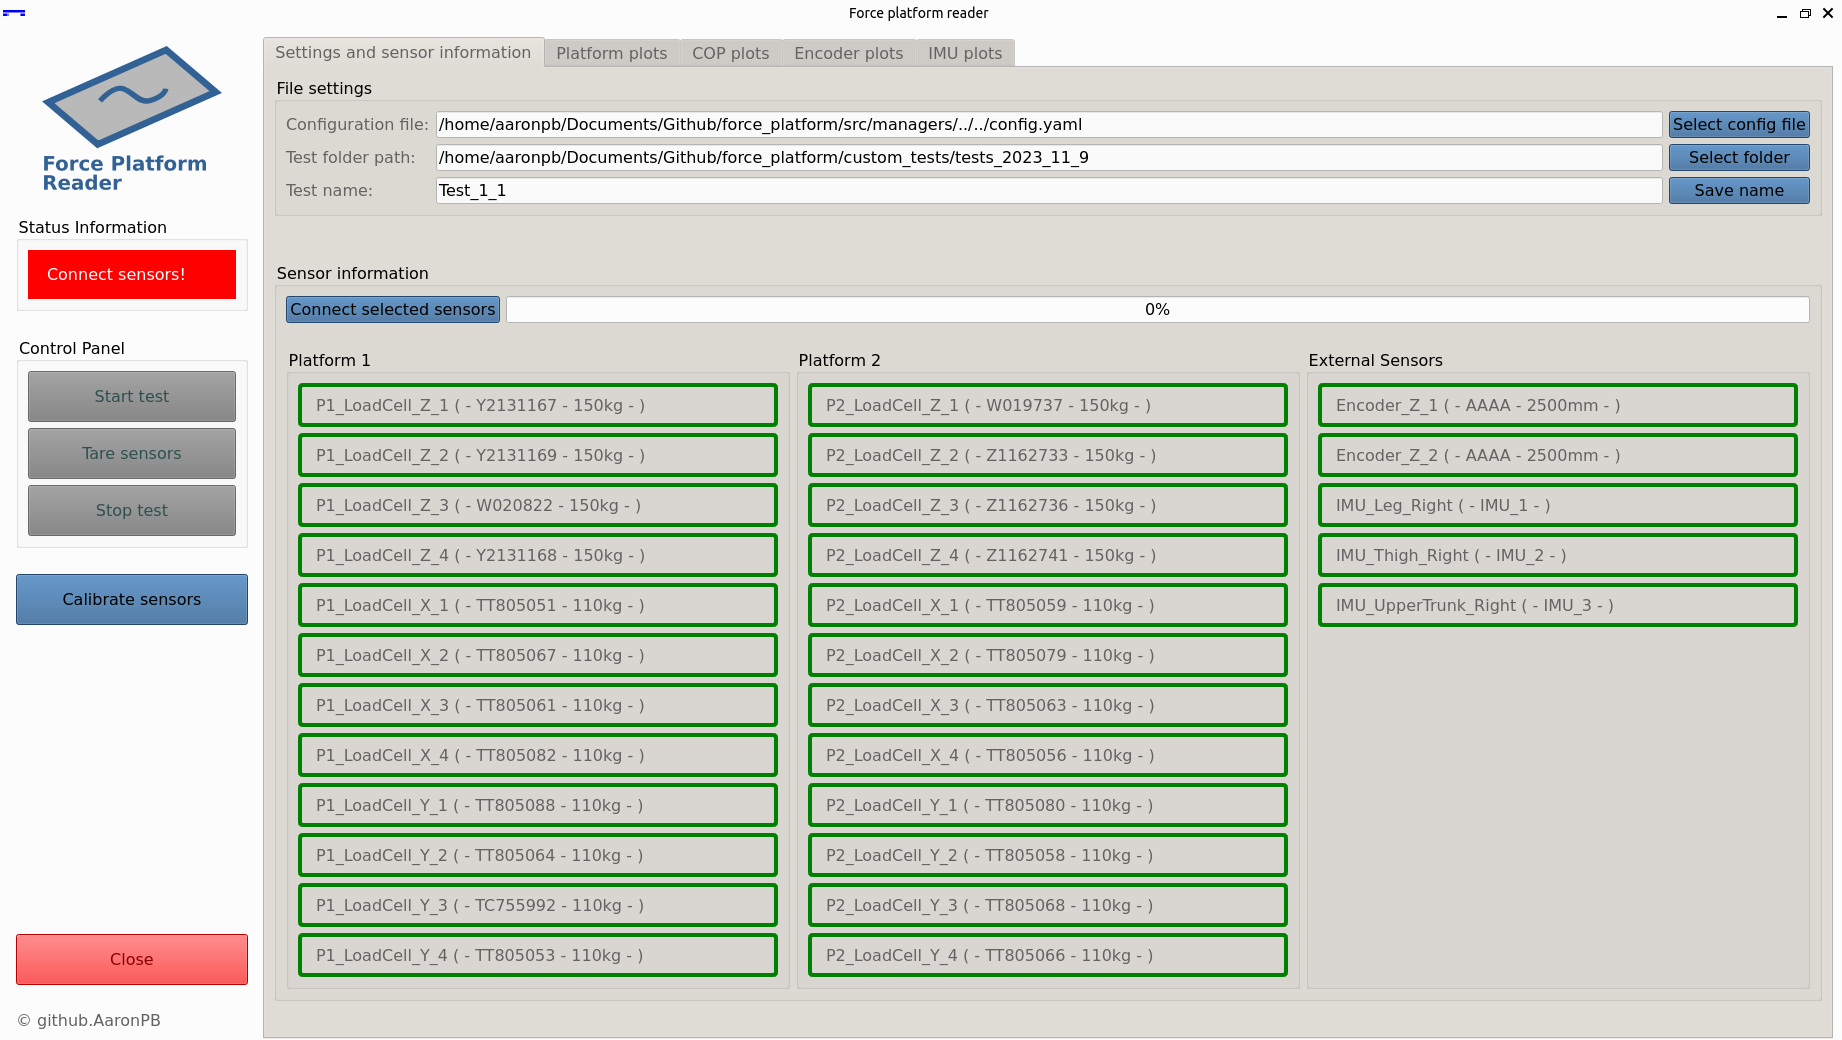 Force platform reader
Force Platform
Reader
Status Information
Connect sensors!
Control Panel
Start test
Tare sensors
Stop test
Calibrate sensors
Close
© github.AaronPB
Settings and sensor information
Platform plots
COP plots
Encoder plots
IMU plots
File settings
Configuration file: /home/aaronpb/Documents/Github/force_platform/src/managers/../../config.yaml Select config file
Test folder path: /home/aaronpb/Documents/Github/force_platform/custom_tests/tests_2023_11_9 Select folder
Test name: Test_1_1 Save name
Sensor information
Connect selected sensors 0%
Platform 1
P1_LoadCell_Z_1 ( - Y2131167 - 150kg - )
P1_LoadCell_Z_2 ( - Y2131169 - 150kg - )
P1_LoadCell_Z_3 ( - W020822 - 150kg - )
P1_LoadCell_Z_4 ( - Y2131168 - 150kg - )
P1_LoadCell_X_1 ( - TT805051 - 110kg - )
P1_LoadCell_X_2 ( - TT805067 - 110kg - )
P1_LoadCell_X_3 ( - TT805061 - 110kg - )
P1_LoadCell_X_4 ( - TT805082 - 110kg - )
P1_LoadCell_Y_1 ( - TT805088 - 110kg - )
P1_LoadCell_Y_2 ( - TT805064 - 110kg - )
P1_LoadCell_Y_3 ( - TC755992 - 110kg - )
P1_LoadCell_Y_4 ( - TT805053 - 110kg - )
Platform 2
P2_LoadCell_Z_1 ( - W019737 - 150kg - )
P2_LoadCell_Z_2 ( - Z1162733 - 150kg - )
P2_LoadCell_Z_3 ( - Z1162736 - 150kg - )
P2_LoadCell_Z_4 ( - Z1162741 - 150kg - )
P2_LoadCell_X_1 ( - TT805059 - 110kg - )
P2_LoadCell_X_2 ( - TT805079 - 110kg - )
P2_LoadCell_X_3 ( - TT805063 - 110kg - )
P2_LoadCell_X_4 ( - TT805056 - 110kg - )
P2_LoadCell_Y_1 ( - TT805080 - 110kg - )
P2_LoadCell_Y_2 ( - TT805058 - 110kg - )
P2_LoadCell_Y_3 ( - TT805068 - 110kg - )
P2_LoadCell_Y_4 ( - TT805066 - 110kg - )
External Sensors
Encoder_Z_1 ( - AAAA - 2500mm - )
Encoder_Z_2 ( - AAAA - 2500mm - )
IMU_Leg_Right ( - IMU_1 - )
IMU_Thigh_Right ( - IMU_2 - )
IMU_UpperTrunk_Right ( - IMU_3 - )